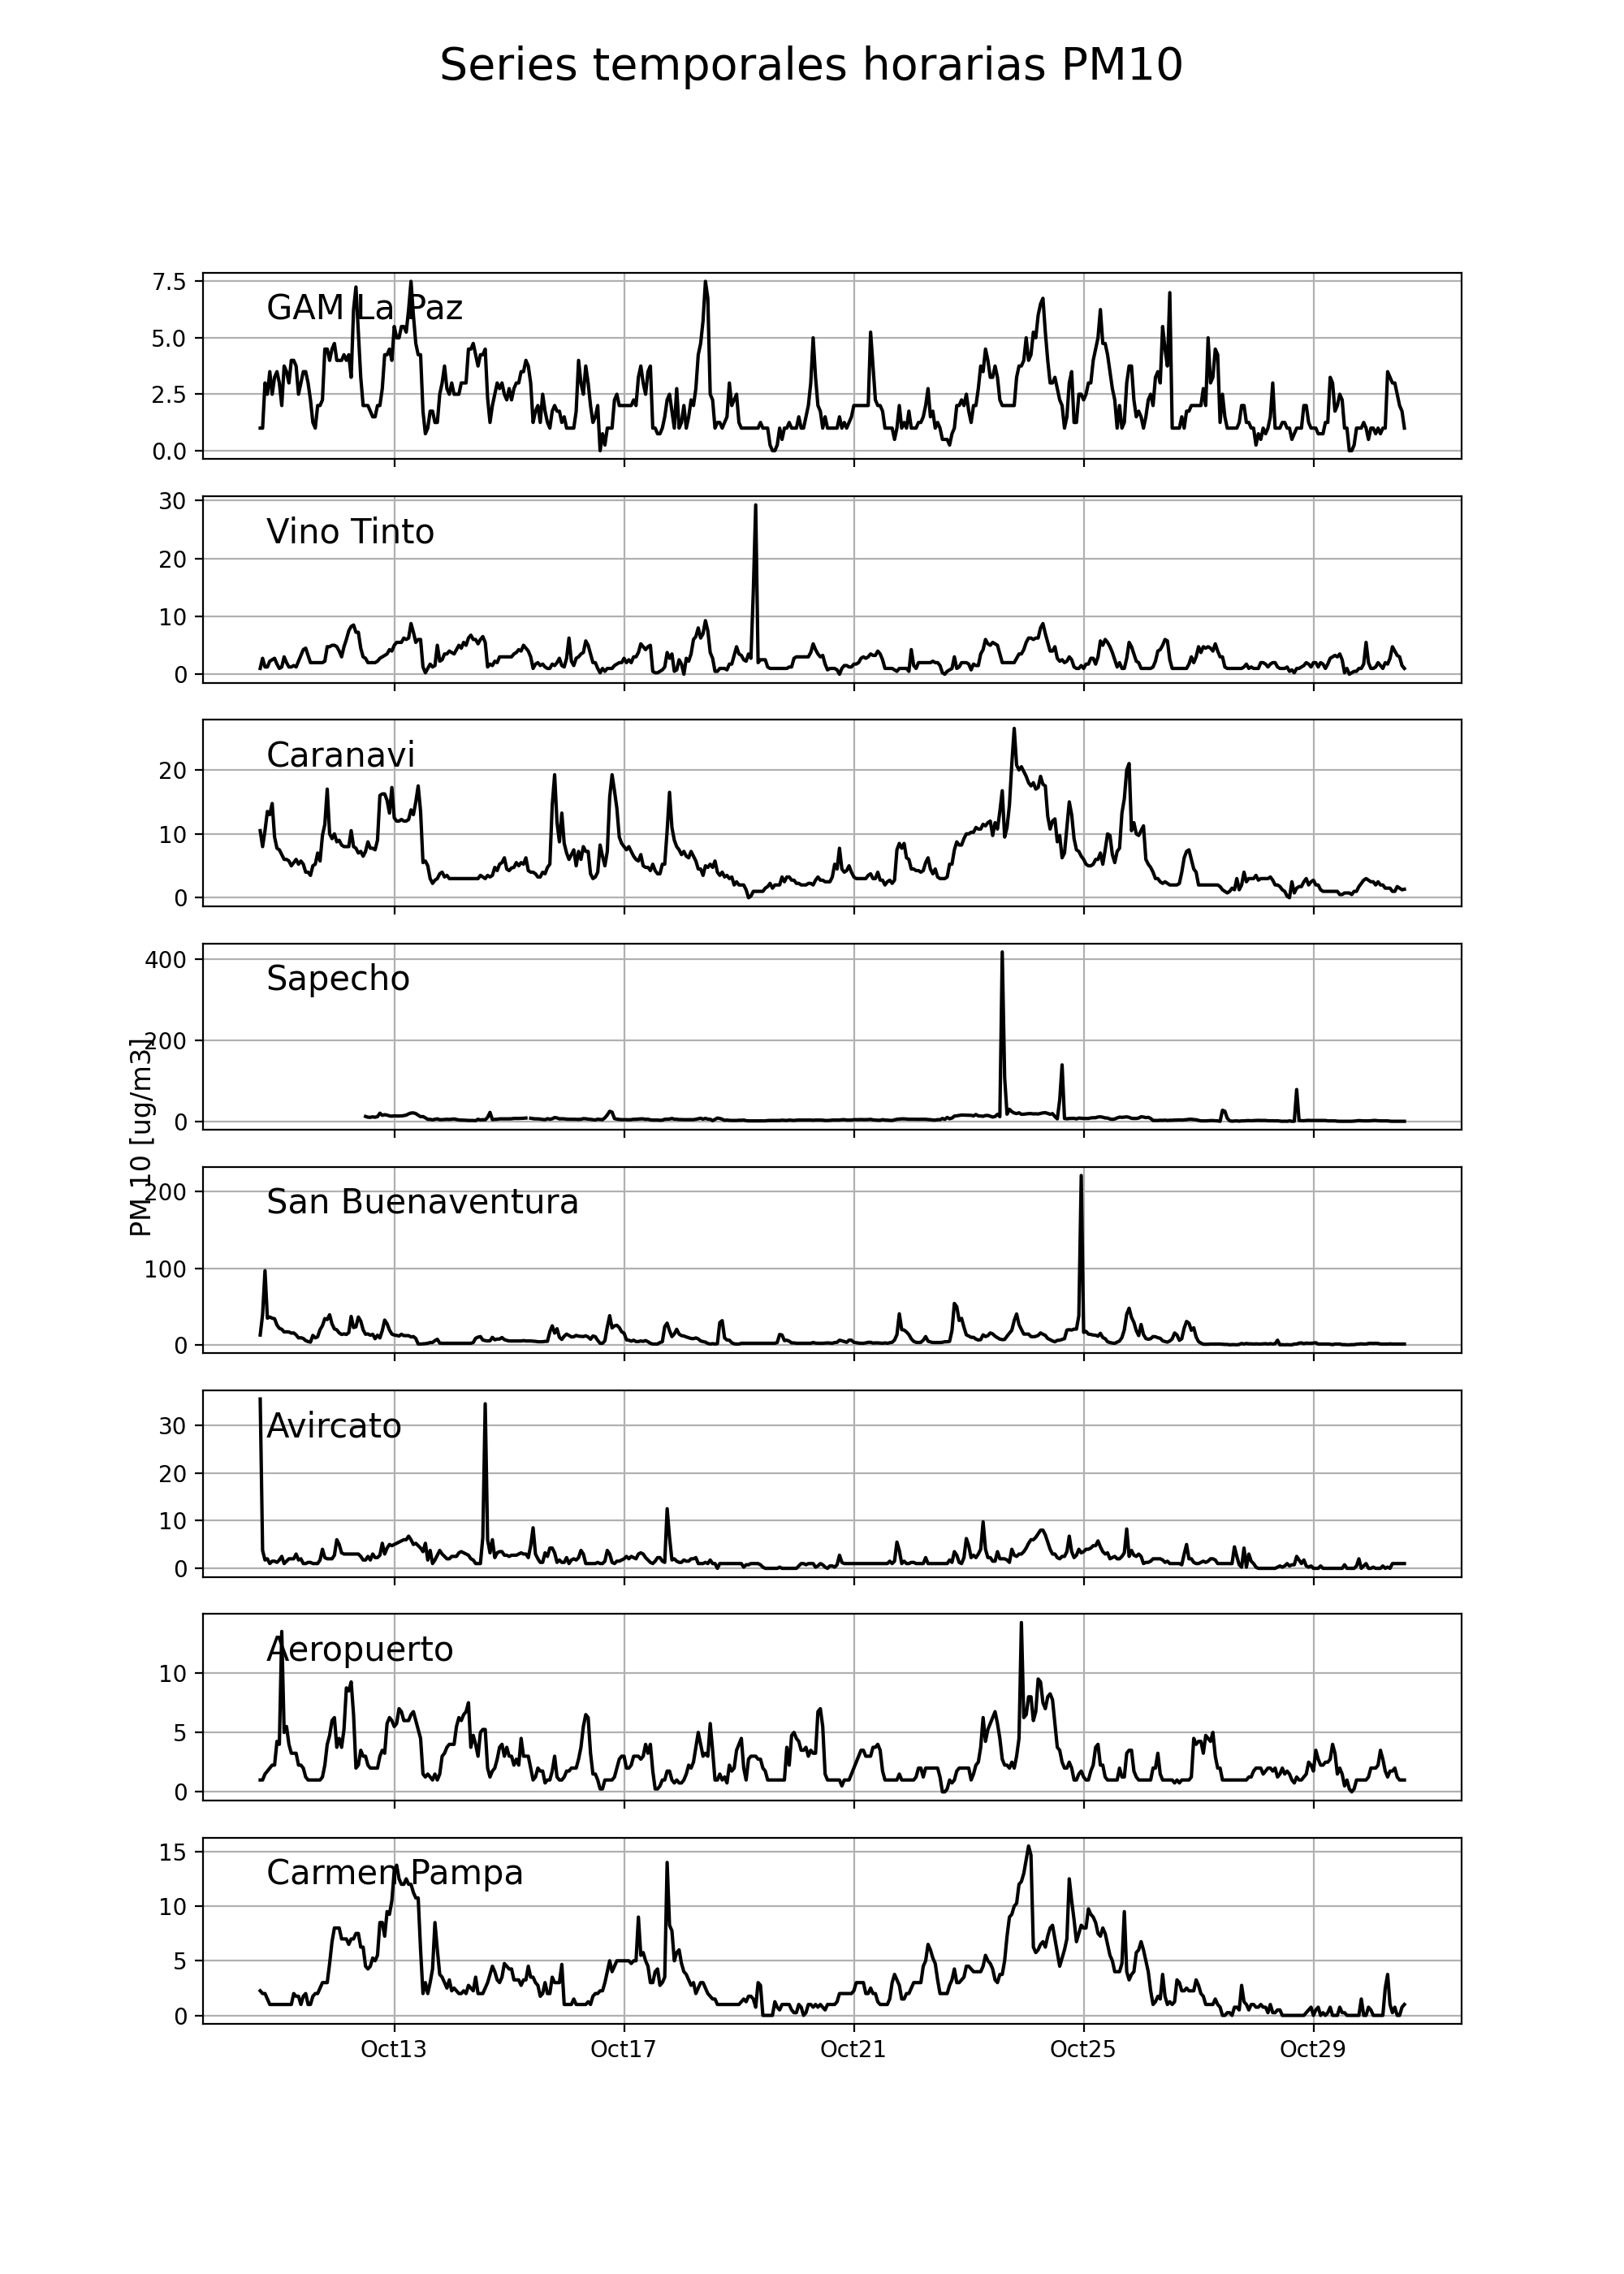 Series temporales horarias PM10
7.5
5.0
2.5
0.0
GAM La Paz
30
20
10
0
Vino Tinto
20
10
0
Caranavi
400
200
0
Sapecho
PM 10 [ug/m3]
200
100
0
San Buenaventura
30
20
10
0
Avircato
10
5
0
Aeropuerto
15
10
5
0
Carmen Pampa
Oct13
Oct17
Oct21
Oct25
Oct29